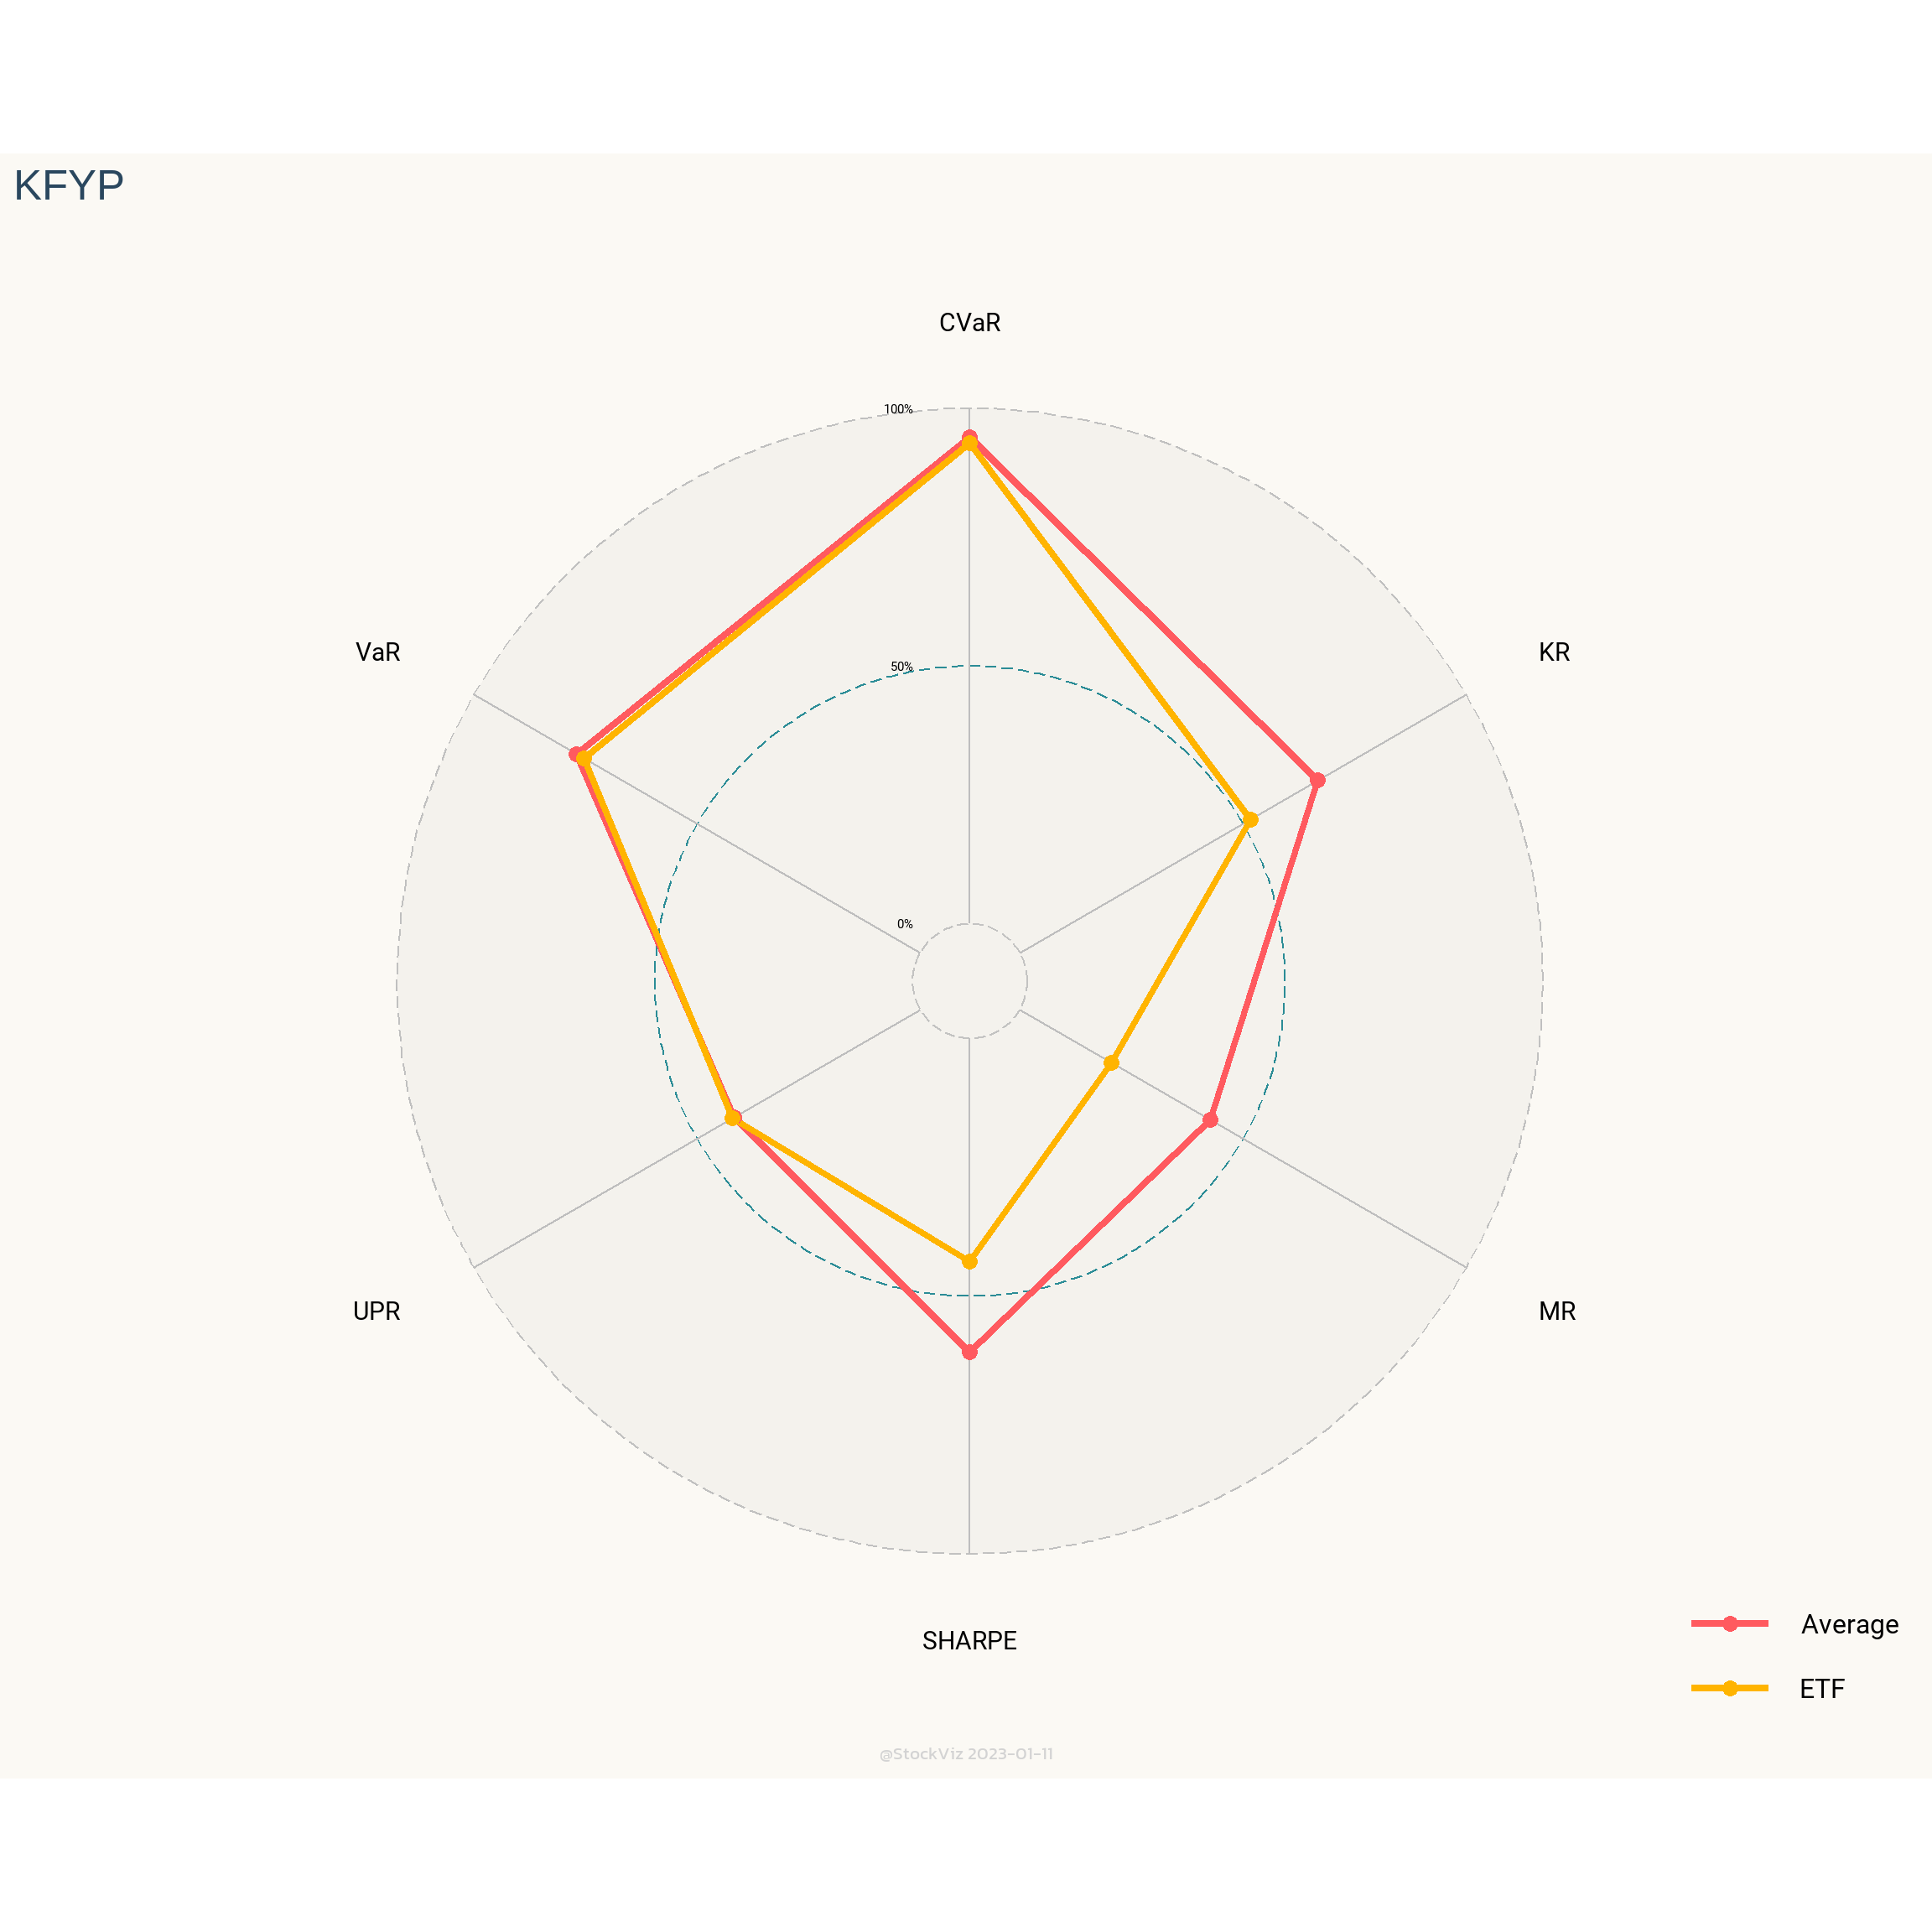 KFYP
CVaR
100%
KR
VaR
50%
0%
UPR
MR
SHARPE
Average
ETF
@StockViz 2023-01-11